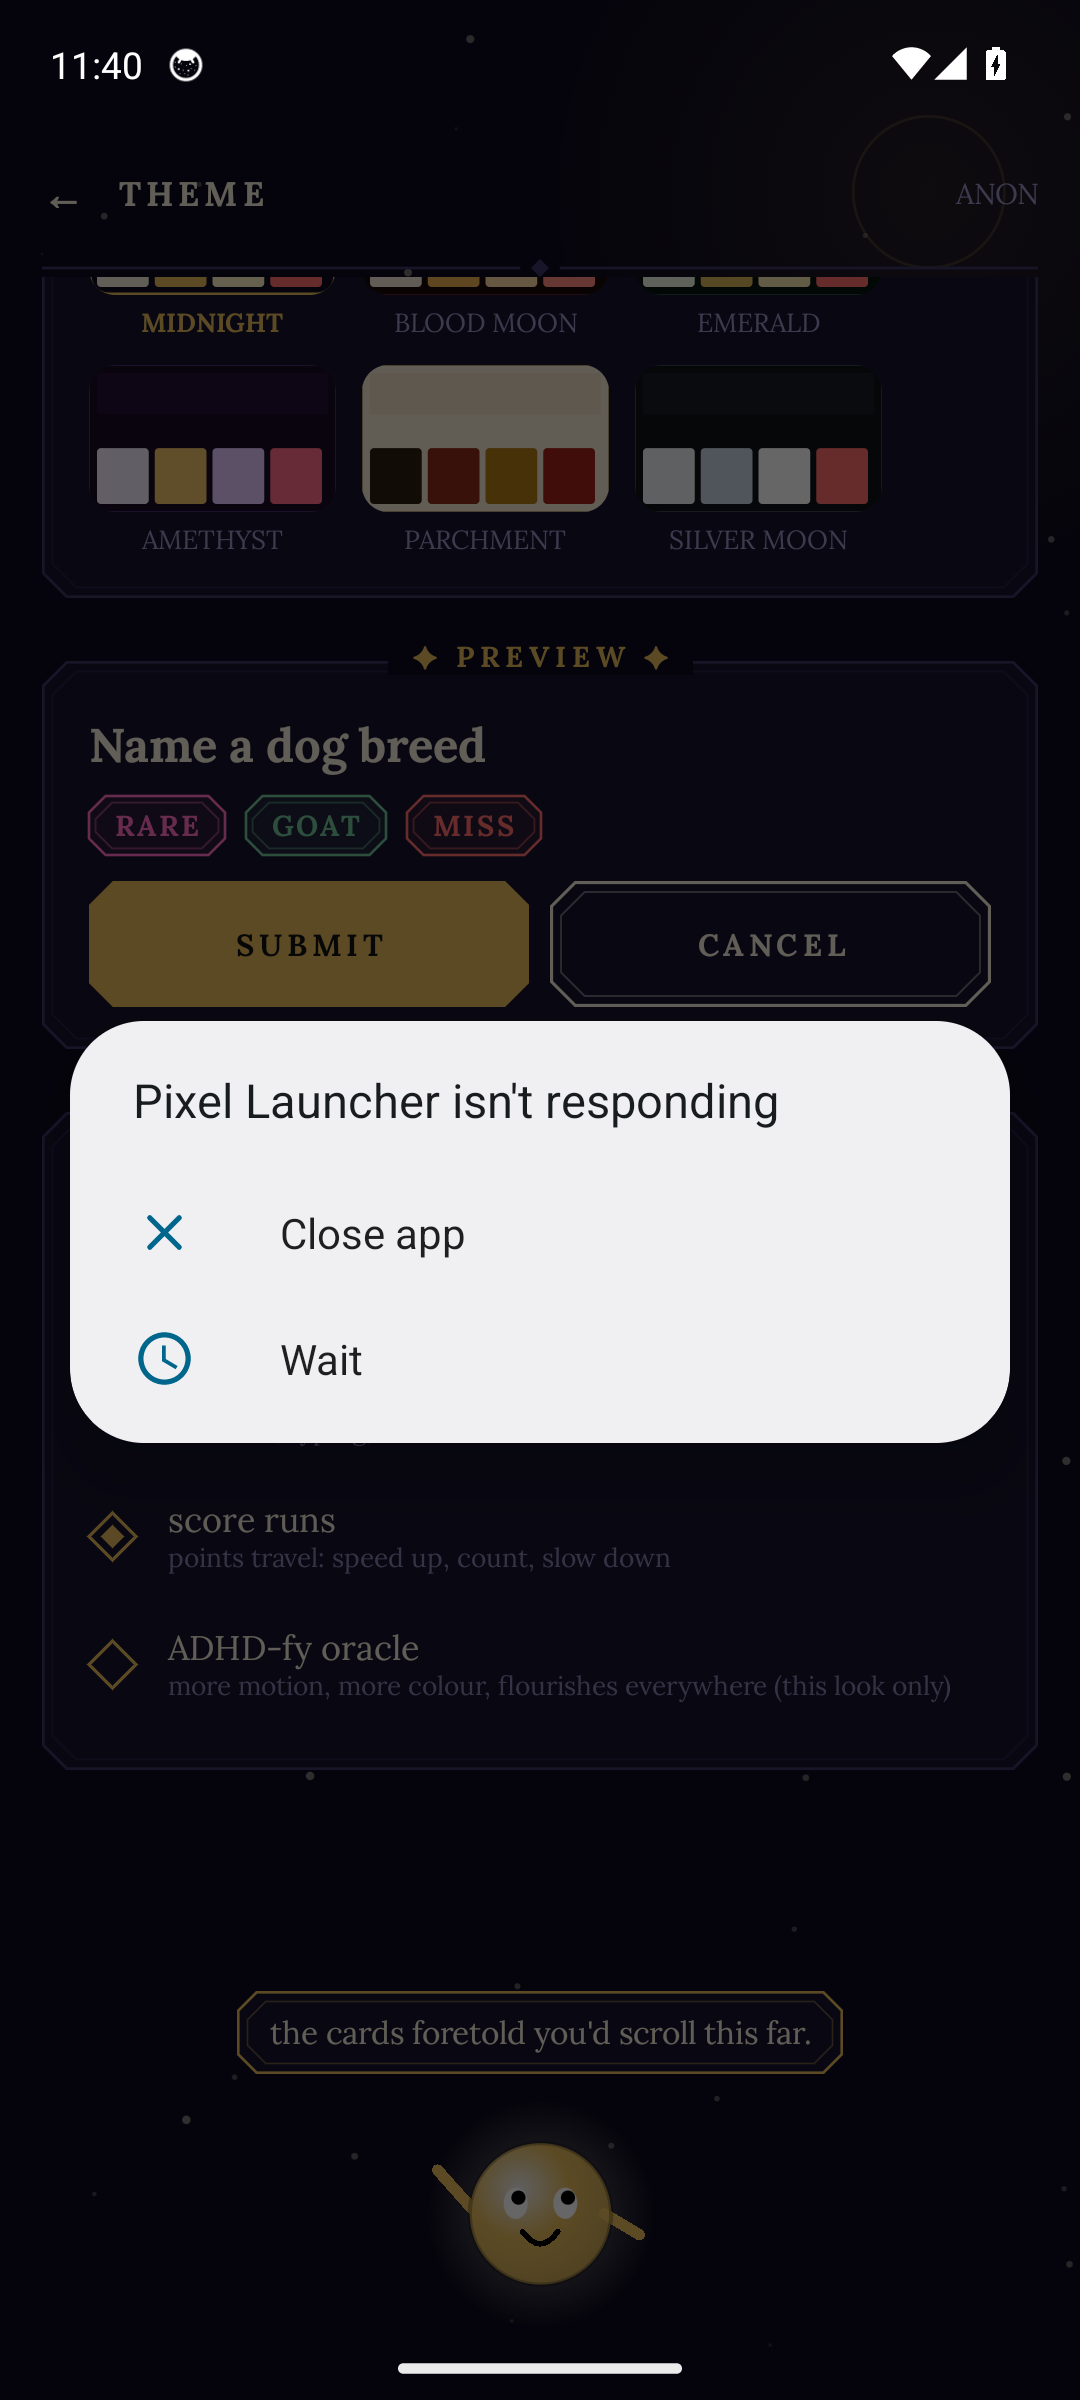 11:40
← THEME
ANON
MIDNIGHT
BLOOD MOON
EMERALD
AMETHYST
PARCHMENT
SILVER MOON
PREVIEW
Name a dog breed
RARE
GOAT
MISS
SUBMIT
CANCEL
Pixel Launcher isn't responding
Close app
Wait
score runs
points travel: speed up, count, slow down
ADHD-fy oracle
more motion, more colour, flourishes everywhere (this look only)
the cards foretold you'd scroll this far.